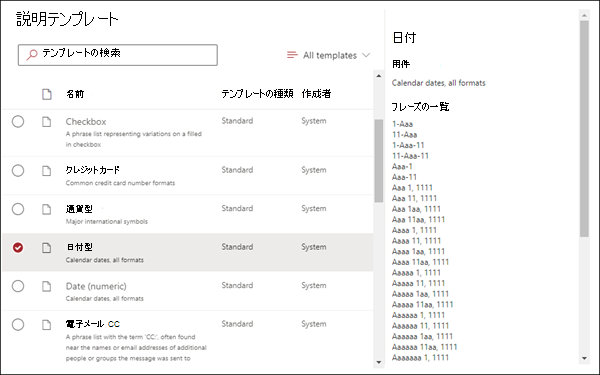 説明テンプレート
テンプレートの検索
All templates
名前 テンプレートの種類 作成者
Checkbox Standard System
A phrase list representing variations on a filled
in checkbox
クレジットカード Standard System
Common credit card number formats
通貨型 Standard System
Major international symbols
日付型 Standard System
Calendar dates, all formats
Date (numeric) Standard System
Calendar dates, all formats
電子メール CC Standard System
A phrase list with the term 'CC:', often found
near the names or email addresses of additional
people or groups the message was sent to
日付
用件
Calendar dates, all formats
フレーズの一覧
1-Aaa
11-Aaa
1-Aaa-11
11-Aaa-11
Aaa-1
Aaa-11
Aaa 1, 1111
Aaa 11, 1111
Aaa 1aa, 1111
Aaa 11aa, 1111
Aaaa 1, 1111
Aaaa 11, 1111
Aaaa 1aa, 1111
Aaaa 11aa, 1111
Aaaaa 1, 1111
Aaaaa 11, 1111
Aaaaa 1aa, 1111
Aaaaa 11aa, 1111
Aaaaaa 1, 1111
Aaaaaa 11, 1111
Aaaaaa 1aa, 1111
Aaaaaa 11aa, 1111
Aaaaaaa 1, 1111